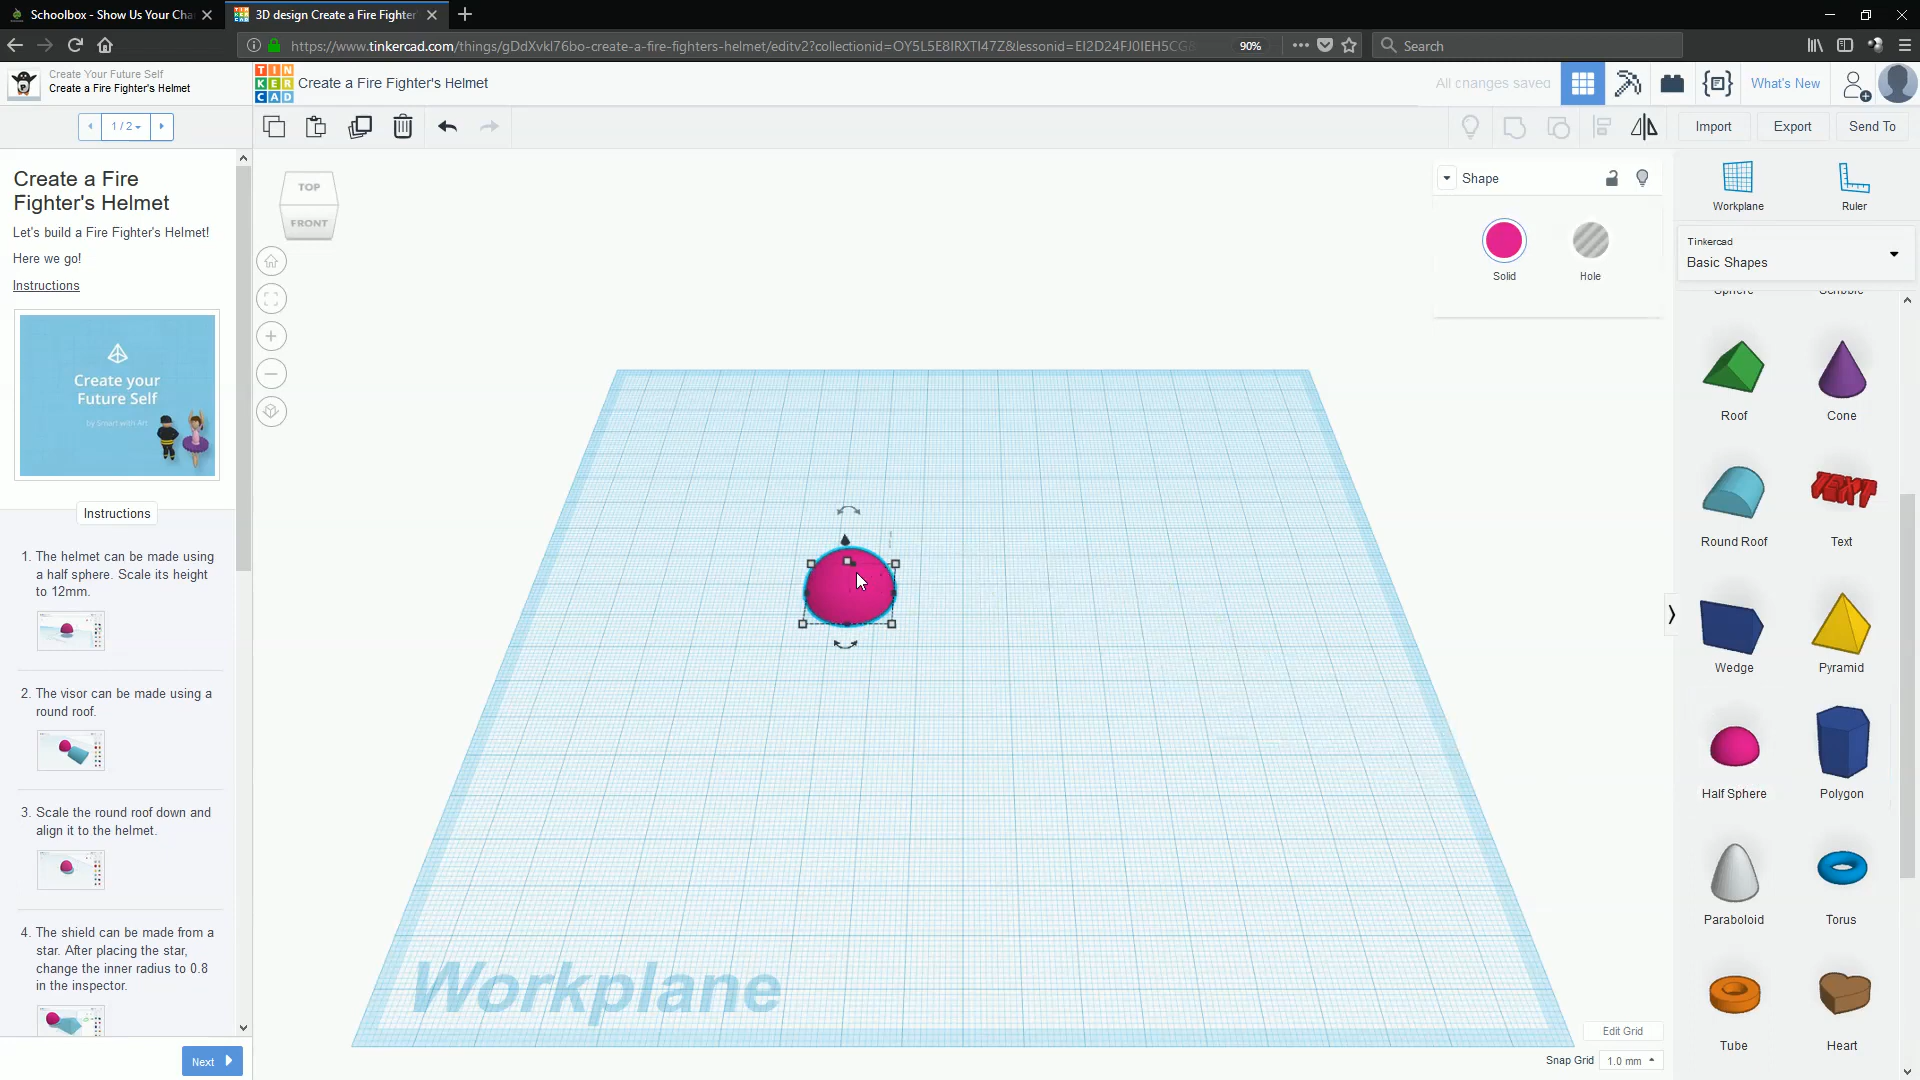 Schoolbox - Show Us Your Cha
3D design Create a Fire Fighter'
https://www.tinkercad.com/things/gDdXvkl76bo-create-a-fire-fighters-helmet/editv2?collectionid=OY5L5E8IRXTI47Z&lessonid=EI2D24FJ0IEH5CG8
90%
Search
Create Your Future Self
Create a Fire Fighter's Helmet
TIN
KER
CAD
Create a Fire Fighter's Helmet
All changes saved
What's New
1 / 2
Import
Export
Send To
Create a Fire
Fighter's Helmet
Let's build a Fire Fighter's Helmet!
Here we go!
Instructions
Create your
Future Self
by Smart with Art
Instructions
1. The helmet can be made using
a half sphere. Scale its height
to 12mm.
2. The visor can be made using a
round roof.
3. Scale the round roof down and
align it to the helmet.
4. The shield can be made from a
star. After placing the star,
change the inner radius to 0.8
in the inspector.
Next
TOP
FRONT
Shape
Solid
Hole
Workplane
Edit Grid
Snap Grid
1.0 mm
Workplane
Ruler
Tinkercad
Basic Shapes
Sphere
Scribble
Roof
Cone
Round Roof
TEXT
Text
Wedge
Pyramid
Half Sphere
Polygon
Paraboloid
Torus
Tube
Heart